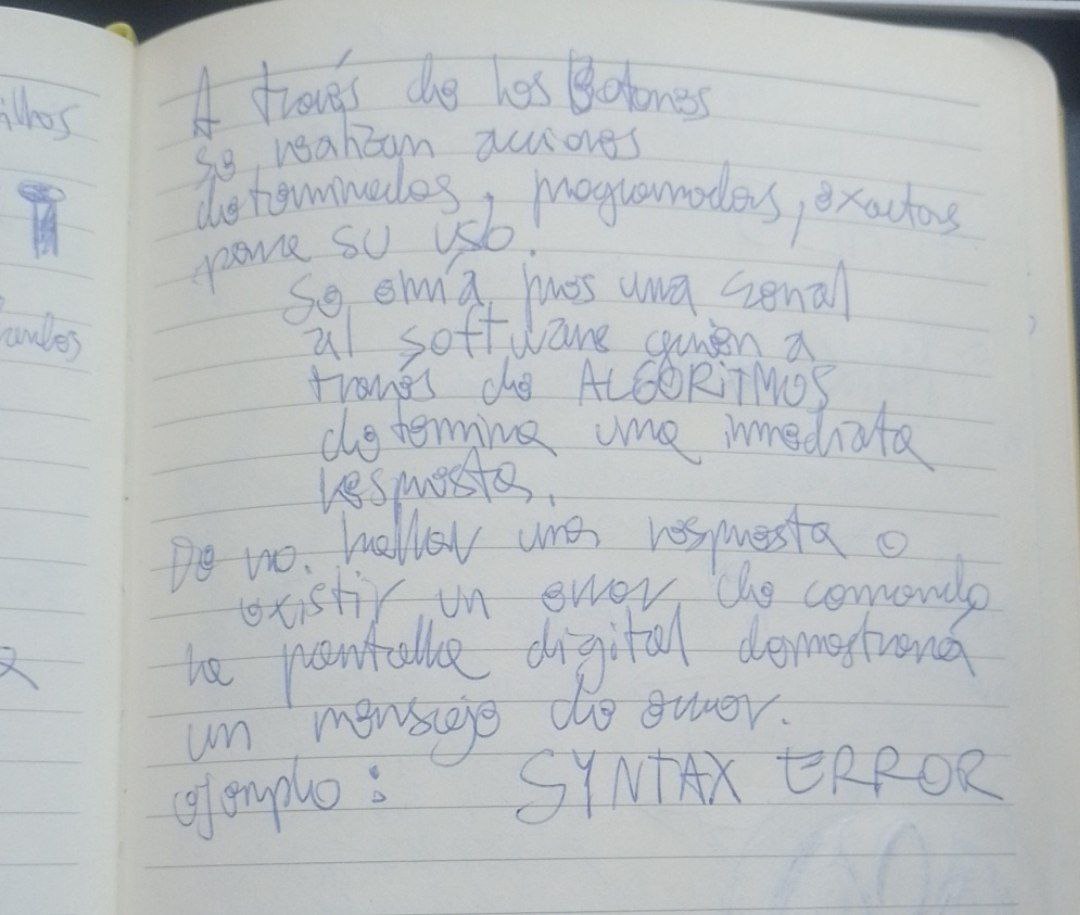 ilhos
A través de los Botones
se realizan acciones
determinadas, programadas, exactas
para su uso.
Se envía pues una señal
al software quien a
través de ALGORITMOS
determina una inmediata
respuesta.
De no hallar una respuesta o
existir un error de comando
la pantalla digital demostrará
un mensaje de error.
ejemplo: SYNTAX ERROR